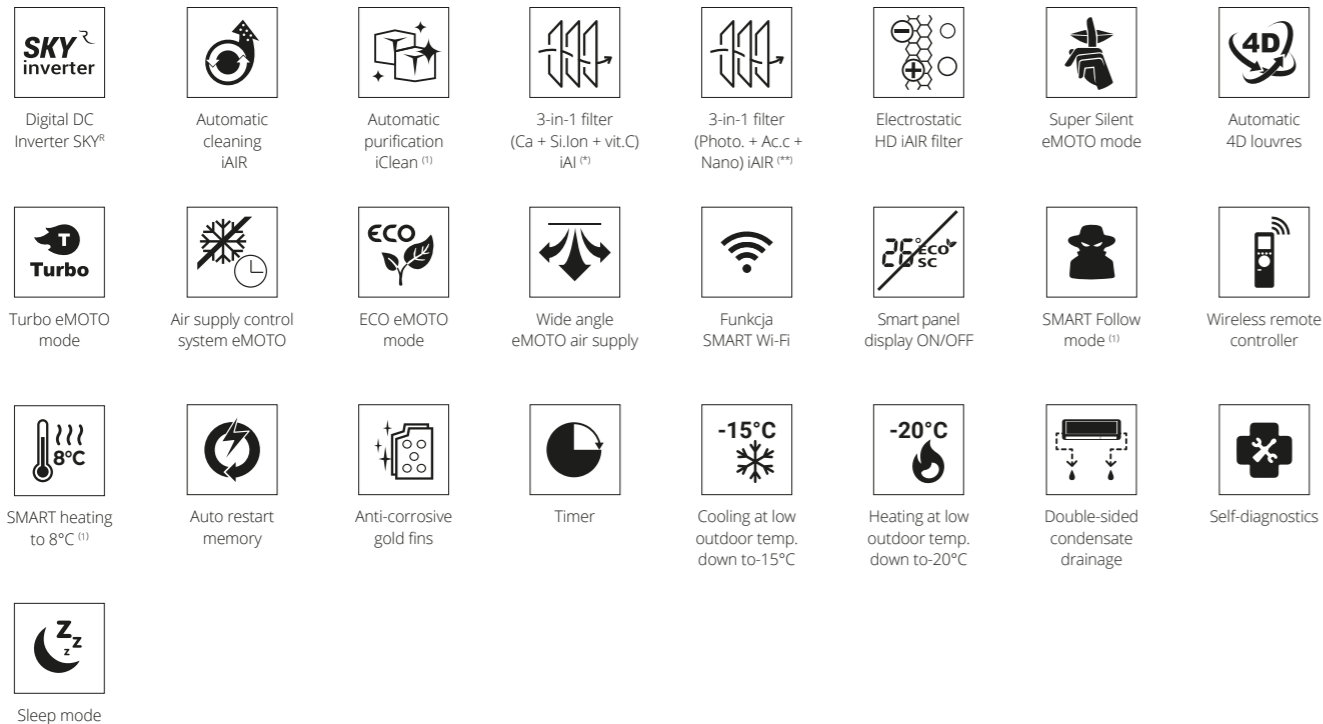 SKY R
inverter
Digital DC
Inverter SKYᴿ
Automatic
cleaning
iAIR
Automatic
purification
iClean (1)
3-in-1 filter
(Ca + Si.Ion + vit.C)
iAI (*)
3-in-1 filter
(Photo. + Ac.c +
Nano) iAIR (**)
Electrostatic
HD iAIR filter
Super Silent
eMOTO mode
4D
Automatic
4D louvres
T
Turbo
Turbo eMOTO
mode
Air supply control
system eMOTO
ECO
ECO eMOTO
mode
Wide angle
eMOTO air supply
Funkcja
SMART Wi-Fi
26° ECO
SC
Smart panel
display ON/OFF
SMART Follow
mode (1)
Wireless remote
controller
8°C
SMART heating
to 8°C (1)
Auto restart
memory
Anti-corrosive
gold fins
Timer
-15°C
Cooling at low
outdoor temp.
down to-15°C
-20°C
Heating at low
outdoor temp.
down to-20°C
Double-sided
condensate
drainage
Self-diagnostics
Z z z
Sleep mode